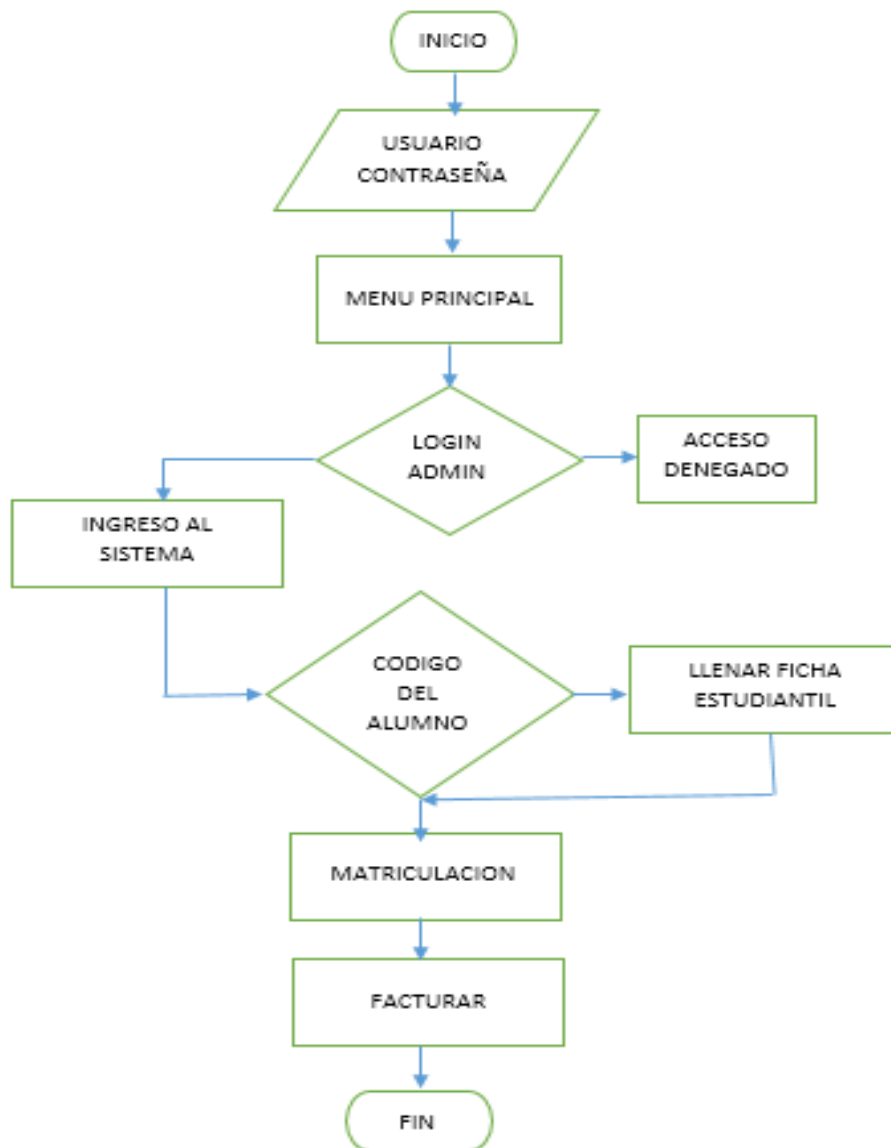 INICIO
USUARIO
CONTRASEÑA
MENU PRINCIPAL
LOGIN
ADMIN
ACCESO
DENEGADO
INGRESO AL
SISTEMA
CODIGO
DEL
ALUMNO
LLENAR FICHA
ESTUDIANTIL
MATRICULACION
FACTURAR
FIN